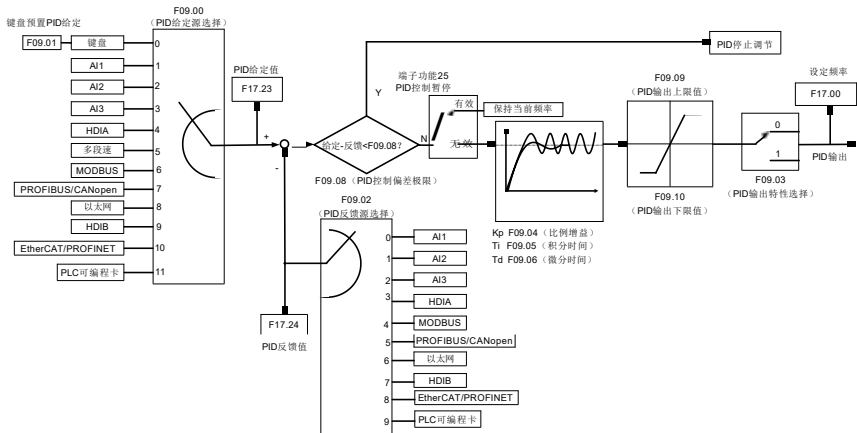 F09.00
（PID给定源选择）
键盘预置PID给定
F09.01
键盘
0
AI1
1
AI2
2
AI3
3
HDIA
4
多段速
5
MODBUS
6
PROFIBUS/CANopen
7
以太网
8
HDIB
9
EtherCAT/PROFINET
10
PLC可编程卡
11
PID给定值
F17.23
+
-
F17.24
PID反馈值
Y
给定-反馈<F09.08？
N
F09.08（PID控制偏差极限）
F09.02
（PID反馈源选择）
0
AI1
1
AI2
2
AI3
3
HDIA
4
MODBUS
5
PROFIBUS/CANopen
6
以太网
7
HDIB
8
EtherCAT/PROFINET
9
PLC可编程卡
端子功能25
PID控制暂停
有效
无效
保持当前频率
PID停止调节
Kp F09.04（比例增益）
Ti F09.05（积分时间）
Td F09.06（微分时间）
F09.09
（PID输出上限值）
F09.10
（PID输出下限值）
0
1
F09.03
（PID输出特性选择）
设定频率
F17.00
PID输出